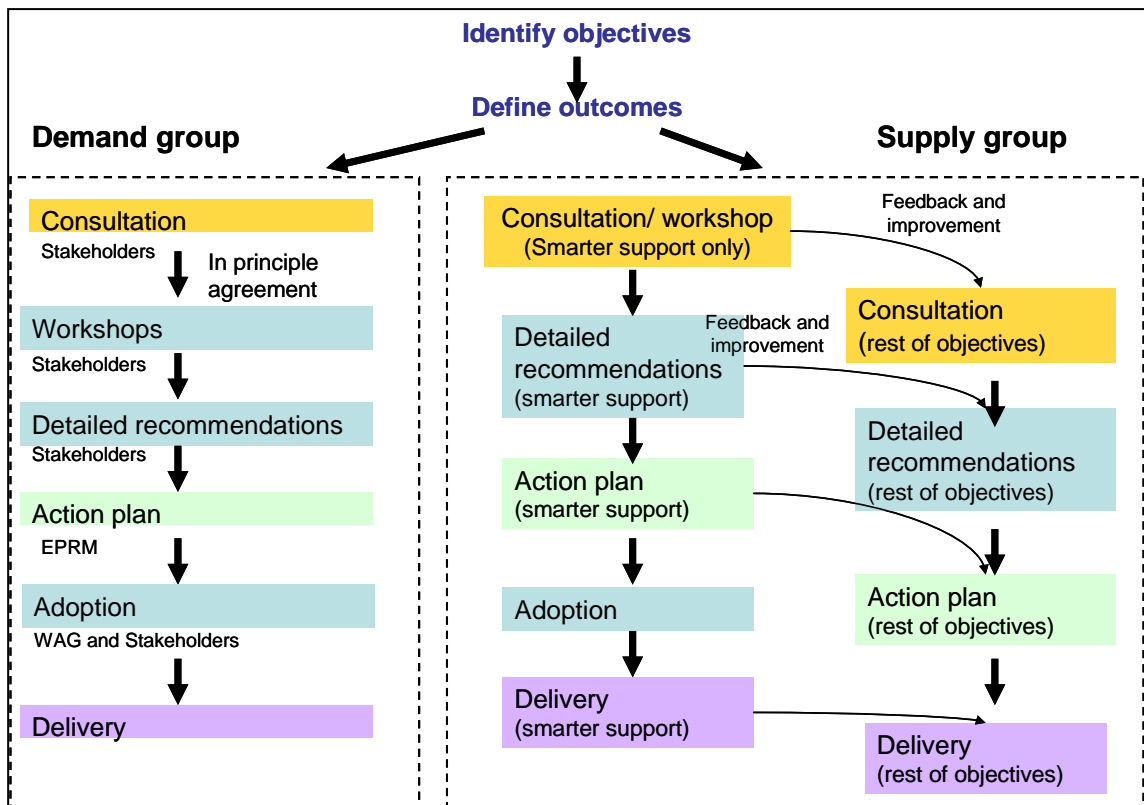 Identify objectives
Define outcomes
Demand group
Consultation
Stakeholders
In principle
agreement
Workshops
Stakeholders
Detailed recommendations
Stakeholders
Action plan
EPRM
Adoption
WAG and Stakeholders
Delivery
Supply group
Consultation/ workshop
(Smarter support only)
Feedback and
improvement
Consultation
(rest of objectives)
Detailed
recommendations
(smarter support)
Feedback and
improvement
Detailed
recommendations
(rest of objectives)
Action plan
(smarter support)
Action plan
(rest of objectives)
Adoption
Delivery
(smarter support)
Delivery
(rest of objectives)